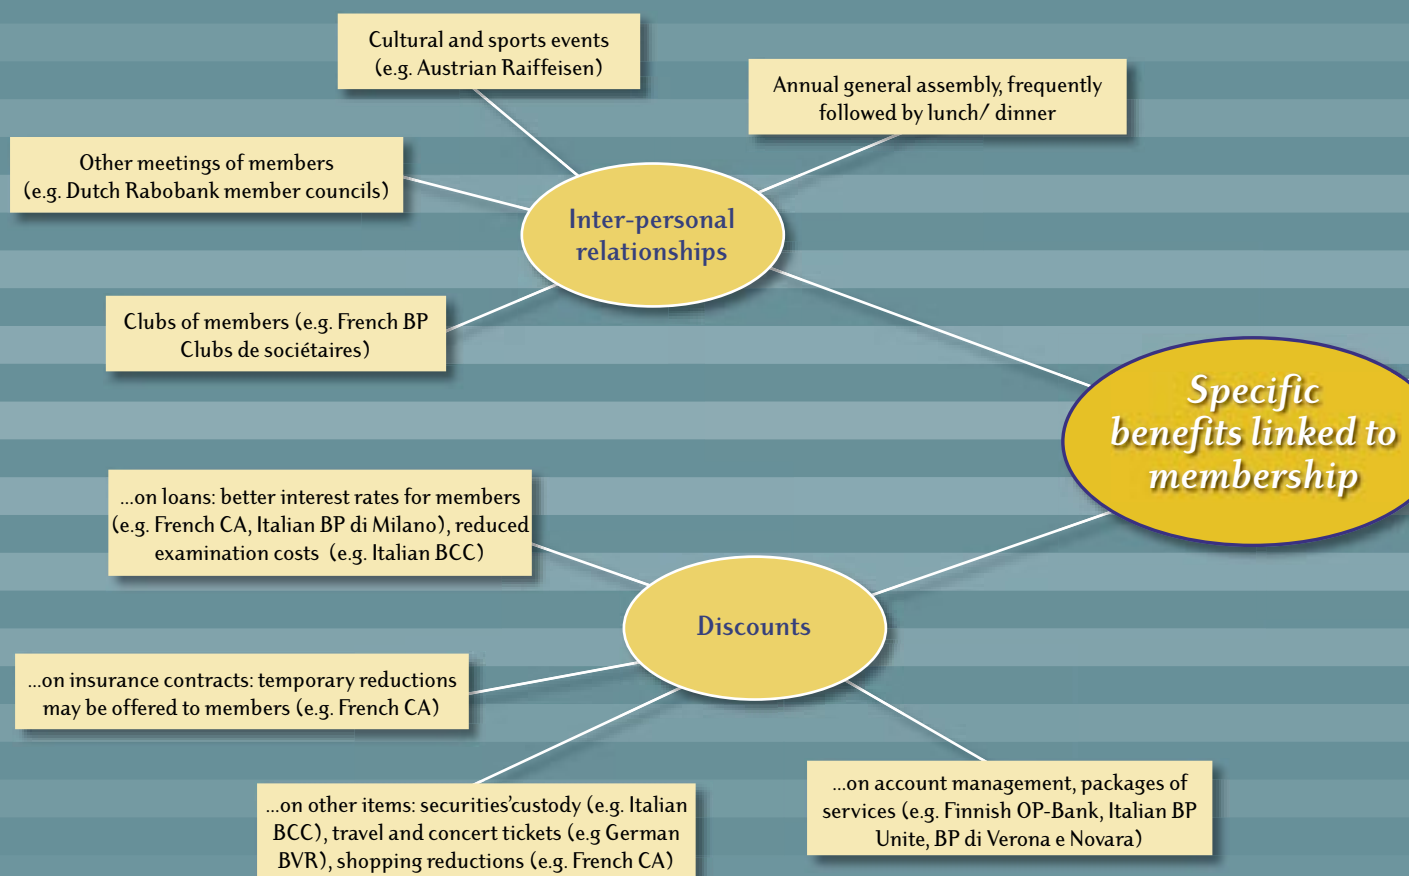 Cultural and sports events
(e.g. Austrian Raiffeisen)
Annual general assembly, frequently
followed by lunch/ dinner
Other meetings of members
(e.g. Dutch Rabobank member councils)
Inter-personal
relationships
Clubs of members (e.g. French BP
Clubs de sociétaires)
Specific
benefits linked to
membership
...on loans: better interest rates for members
(e.g. French CA, Italian BP di Milano), reduced
examination costs (e.g. Italian BCC)
Discounts
...on insurance contracts: temporary reductions
may be offered to members (e.g. French CA)
...on other items: securities'custody (e.g. Italian
BCC), travel and concert tickets (e.g German
BVR), shopping reductions (e.g. French CA)
...on account management, packages of
services (e.g. Finnish OP-Bank, Italian BP
Unite, BP di Verona e Novara)